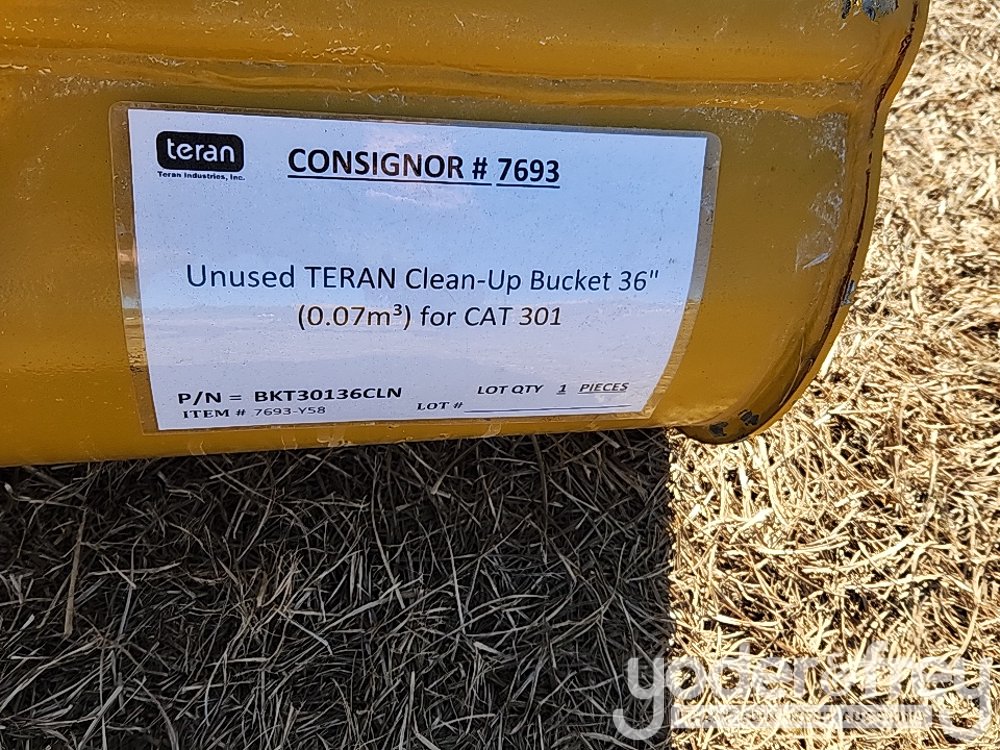 teran
Teran Industries, Inc.
CONSIGNOR # 7693
Unused TERAN Clean-Up Bucket 36"
(0.07m³) for CAT 301
P/N = BKT30136CLN
LOT QTY 1 PIECES
ITEM # 7693-Y58
LOT #
yoder & frey